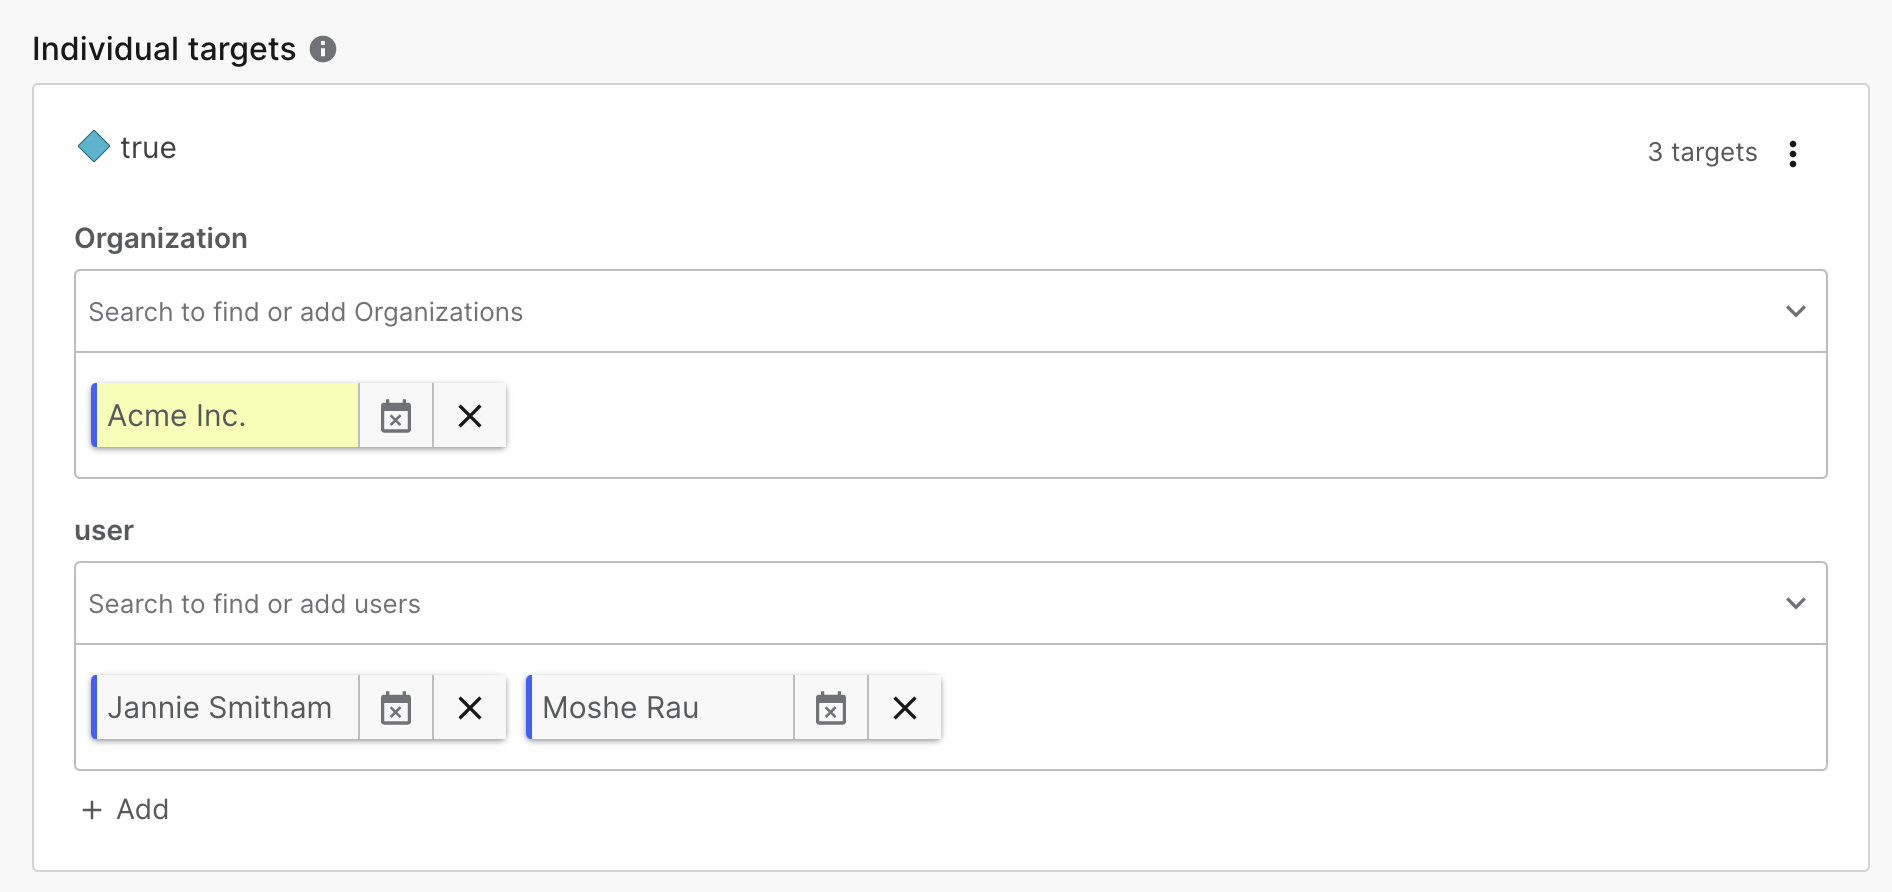 Individual targets
true
3 targets
Organization
Search to find or add Organizations
Acme Inc.
user
Search to find or add users
Jannie Smitham
Moshe Rau
+ Add